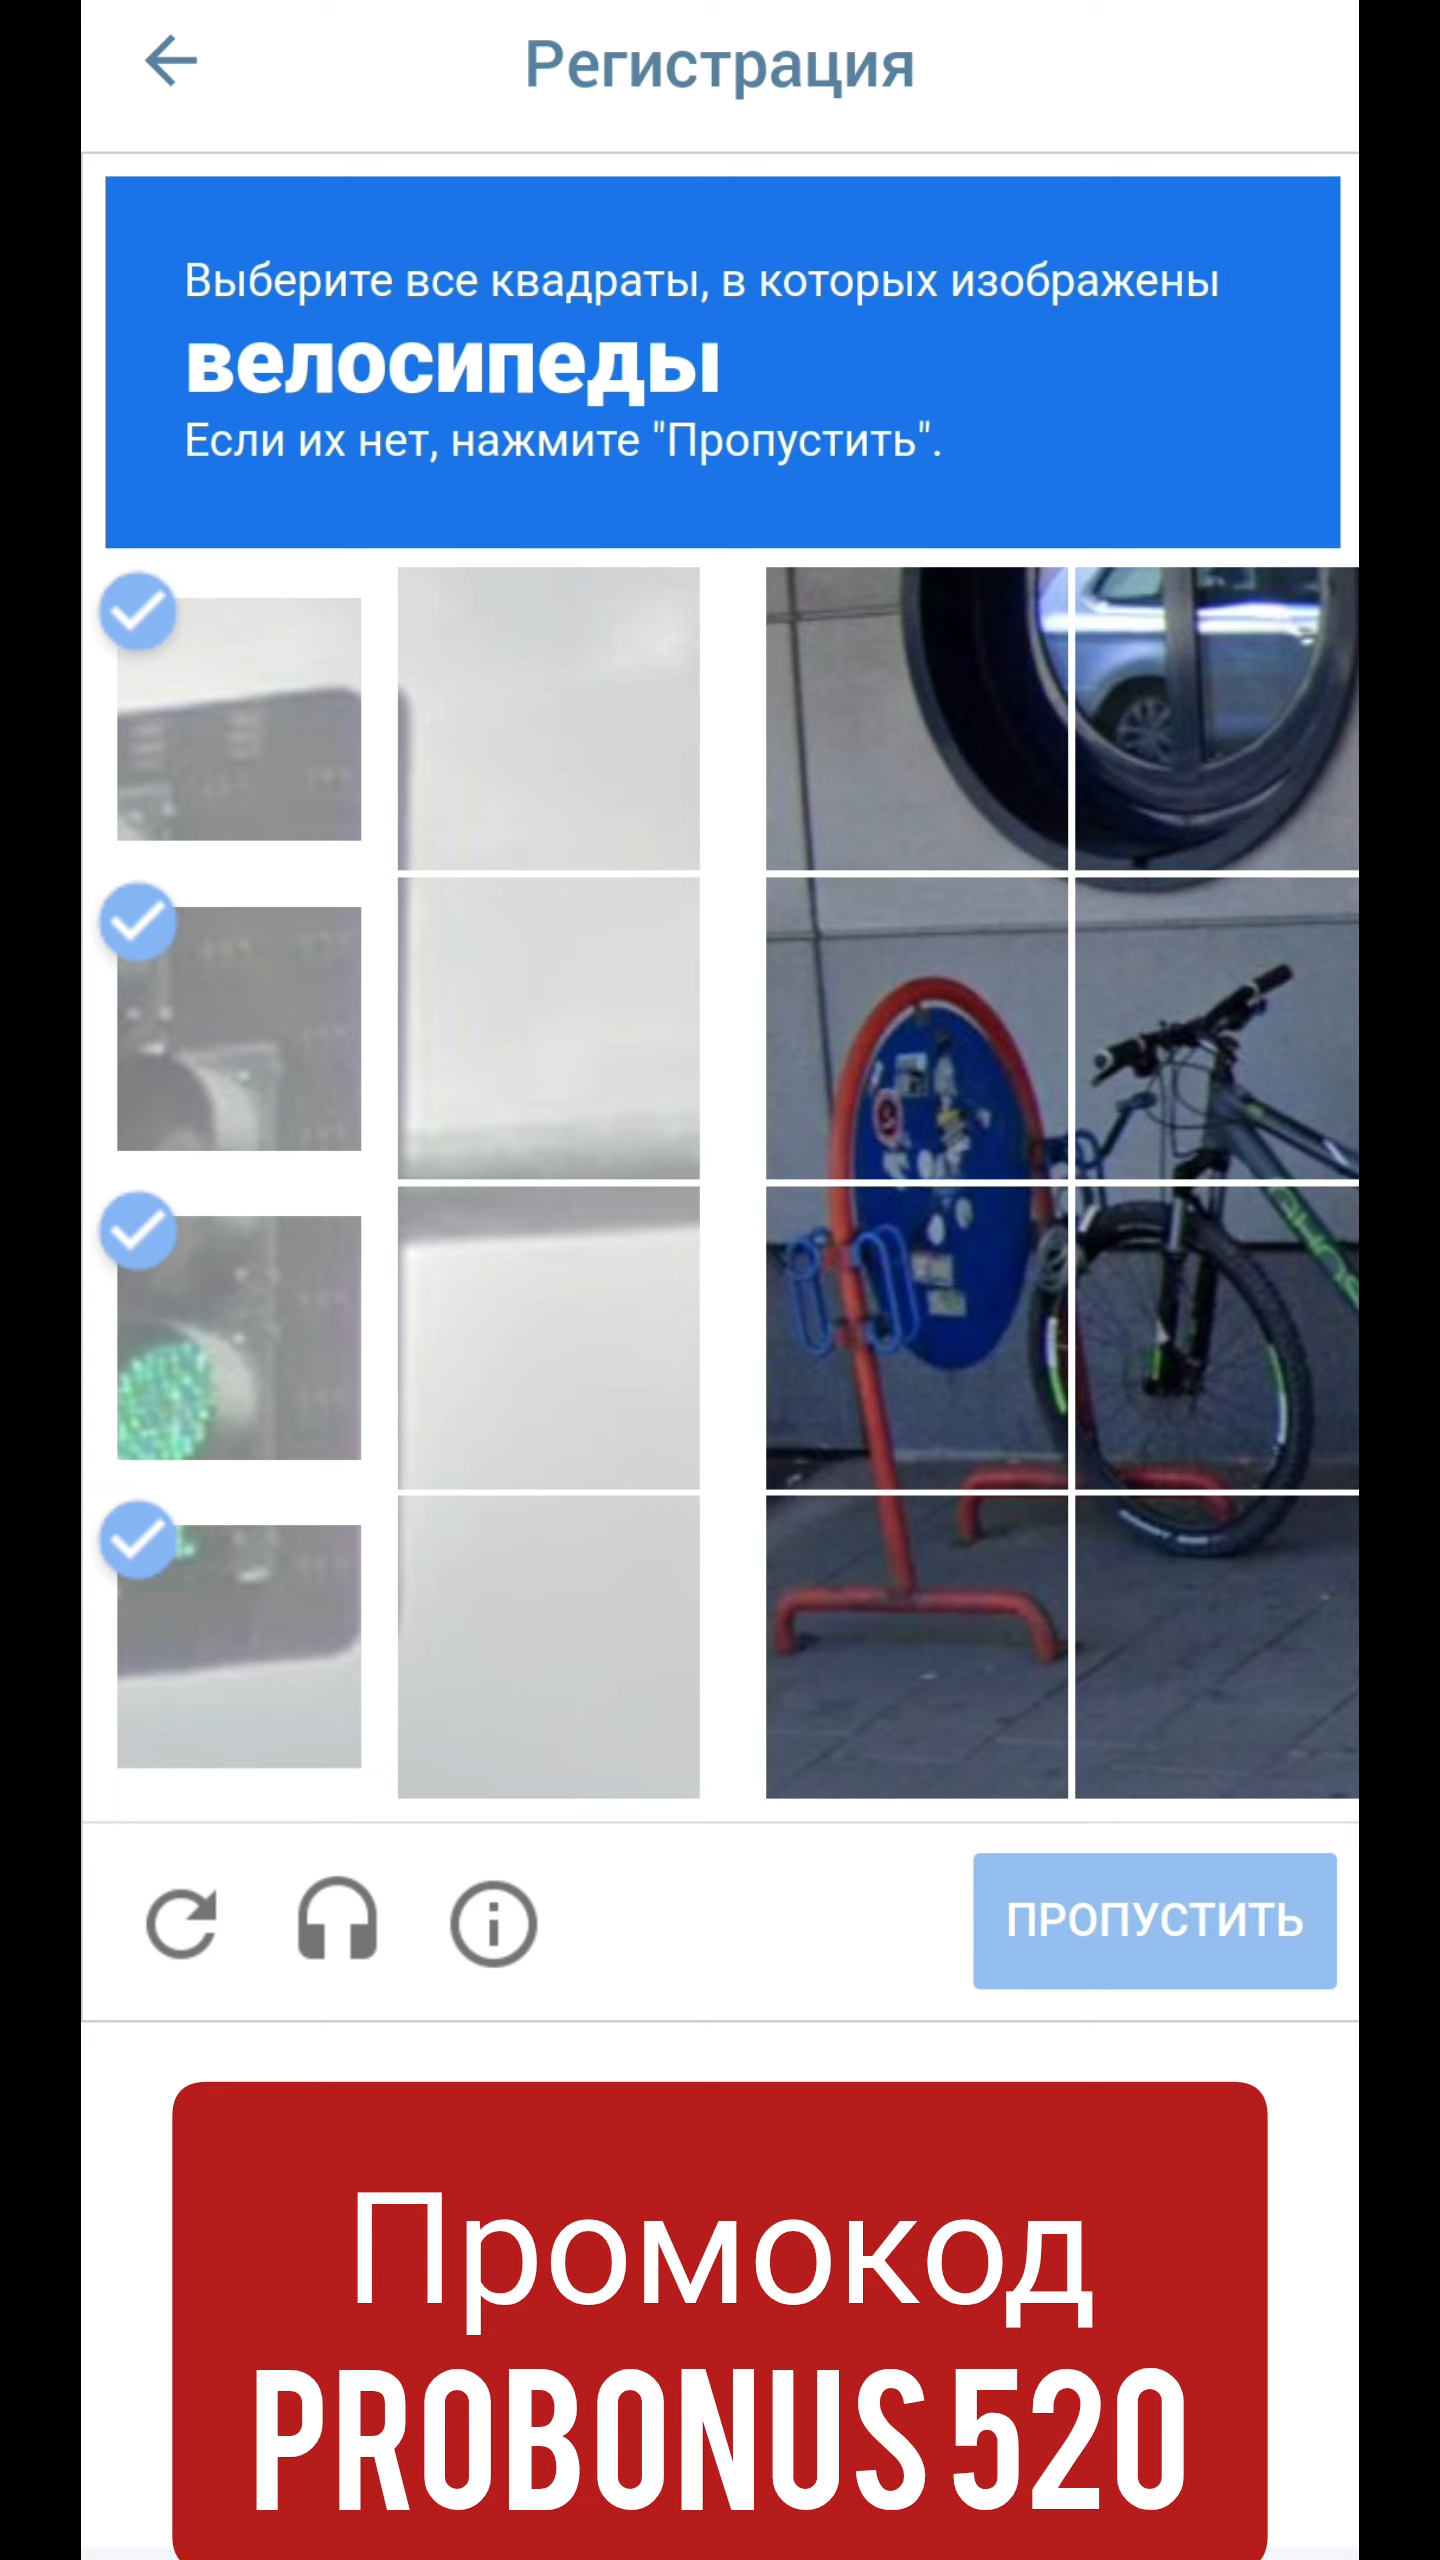 Регистрация
Выберите все квадраты, в которых изображены
велосипеды
Если их нет, нажмите "Пропустить".
ПРОПУСТИТЬ
Промокод
PROBONUS520